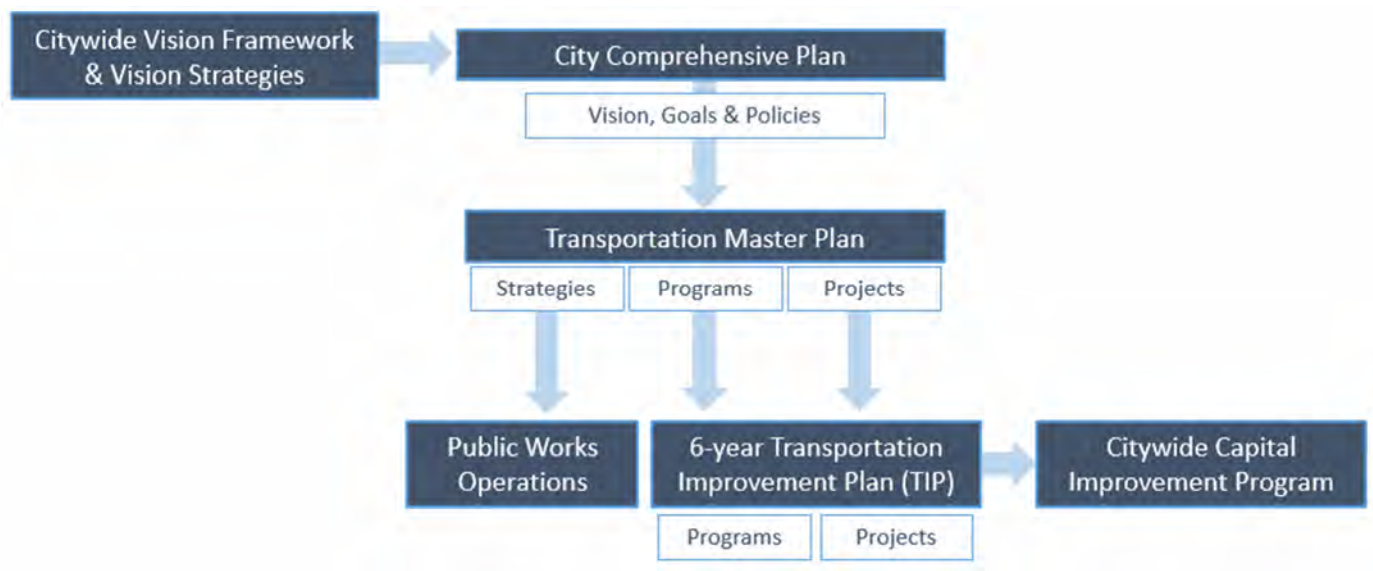 Citywide Vision Framework
& Vision Strategies
City Comprehensive Plan
Vision, Goals & Policies
Transportation Master Plan
Strategies
Programs
Projects
Public Works
Operations
6-year Transportation
Improvement Plan (TIP)
Citywide Capital
Improvement Program
Programs
Projects